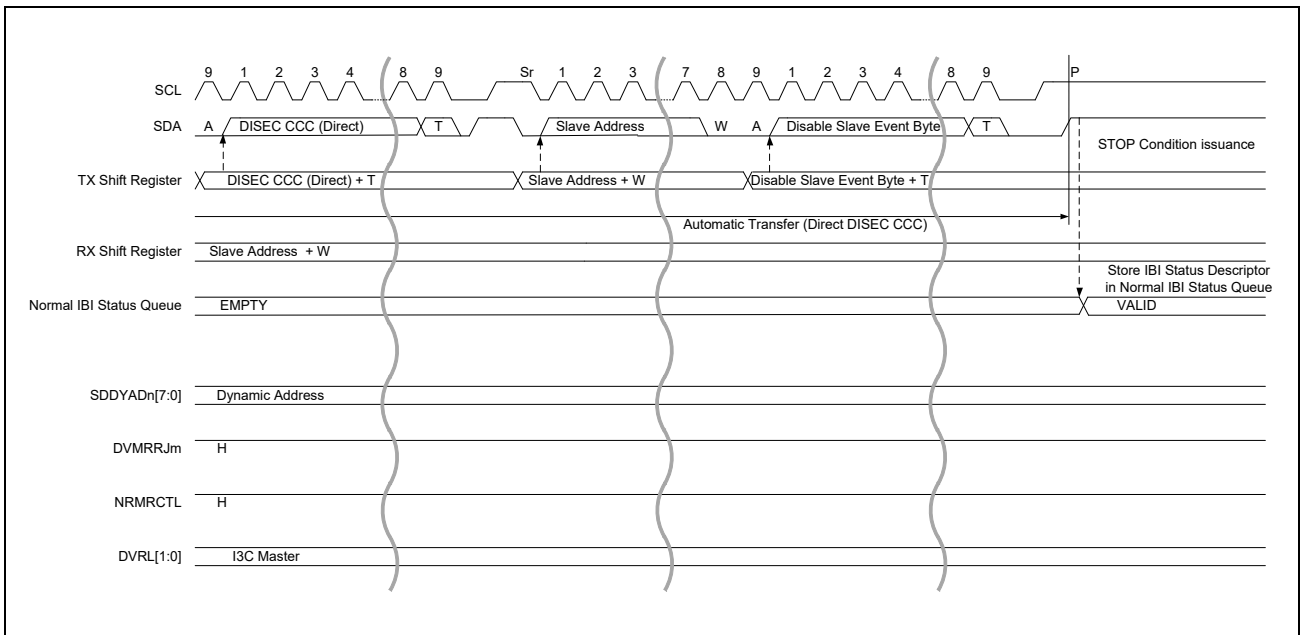 9 1 2 3 4 8 9 Sr 1 2 3 7 8 9 1 2 3 4 8 9 P
SCL
SDA A DISEC CCC (Direct) T Slave Address W A Disable Slave Event Byte T
STOP Condition issuance
TX Shift Register DISEC CCC (Direct) + T Slave Address + W Disable Slave Event Byte + T
Automatic Transfer (Direct DISEC CCC)
RX Shift Register Slave Address + W
Store IBI Status Descriptor
in Normal IBI Status Queue
Normal IBI Status Queue EMPTY VALID
SDDYADn[7:0] Dynamic Address
DVMRRJm H
NRMRCTL H
DVRL[1:0] I3C Master